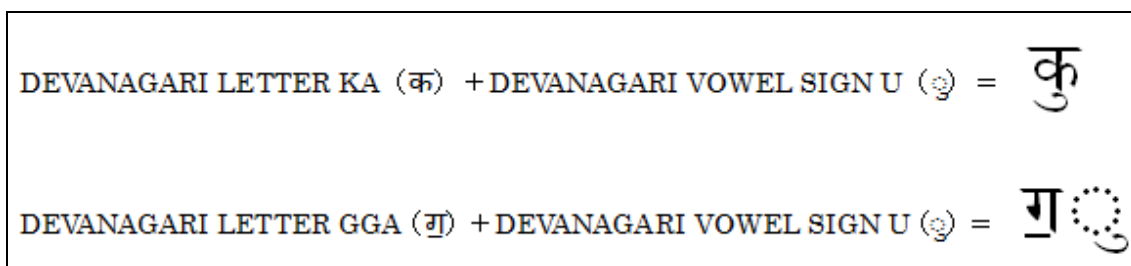 DEVANAGARI LETTER KA (क) +DEVANAGARI VOWEL SIGN U (ु) = कु
DEVANAGARI LETTER GGA (ॻ) +DEVANAGARI VOWEL SIGN U (ु) = ॻ ु